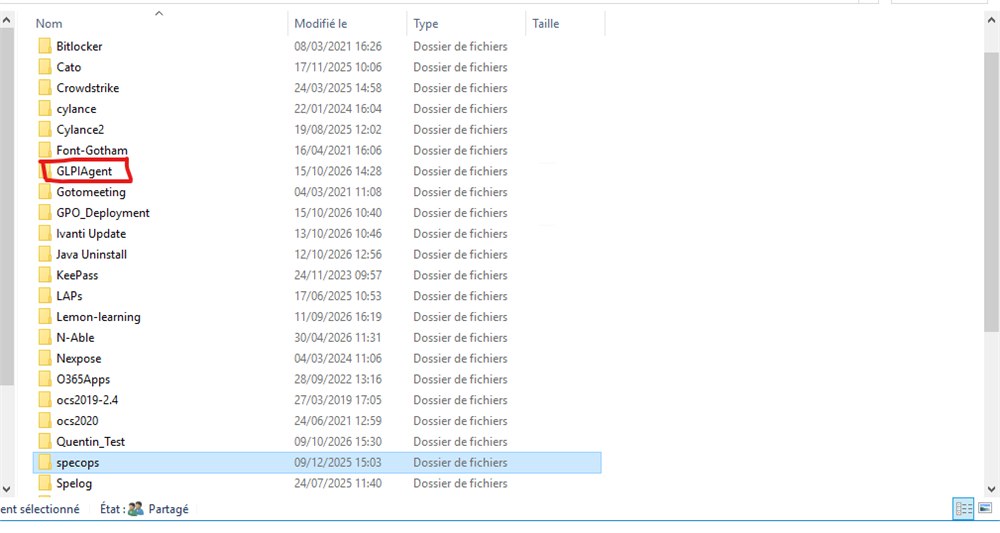 Nom Modifié le Type Taille
Bitlocker 08/03/2021 16:26 Dossier de fichiers
Cato 17/11/2025 10:06 Dossier de fichiers
Crowdstrike 24/03/2025 14:58 Dossier de fichiers
cylance 22/01/2024 16:04 Dossier de fichiers
Cylance2 19/08/2025 12:02 Dossier de fichiers
Font-Gotham 16/04/2021 16:06 Dossier de fichiers
GLPIAgent 15/10/2026 14:28 Dossier de fichiers
Gotomeeting 04/03/2021 11:08 Dossier de fichiers
GPO_Deployment 15/10/2026 10:40 Dossier de fichiers
Ivanti Update 13/10/2026 10:46 Dossier de fichiers
Java Uninstall 12/10/2026 12:56 Dossier de fichiers
KeePass 24/11/2023 09:57 Dossier de fichiers
LAPs 17/06/2025 10:53 Dossier de fichiers
Lemon-learning 11/09/2026 16:19 Dossier de fichiers
N-Able 30/04/2026 11:31 Dossier de fichiers
Nexpose 04/03/2024 11:06 Dossier de fichiers
O365Apps 28/09/2022 13:16 Dossier de fichiers
ocs2019-2.4 27/03/2019 17:05 Dossier de fichiers
ocs2020 24/06/2021 12:59 Dossier de fichiers
Quentin_Test 09/10/2026 15:30 Dossier de fichiers
specops 09/12/2025 15:03 Dossier de fichiers
Spelog 24/07/2025 11:40 Dossier de fichiers
ent sélectionné État : Partagé